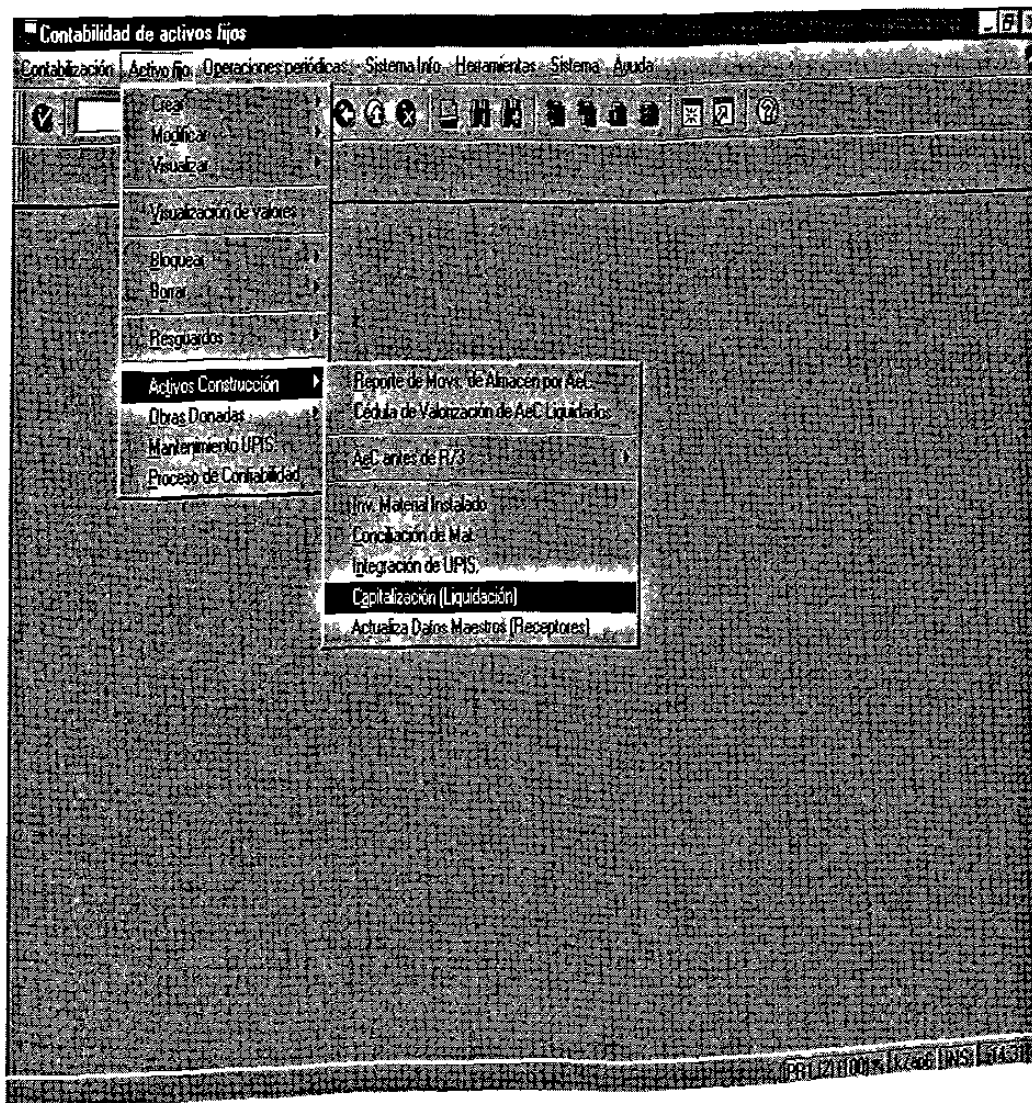 Contabilidad de activos fijos
Contabilización Activo fijo Operaciones periódicas Sistema Info. Herramientas Sistema Ayuda
Crear
Modificar
Visualizar
Visualización de valores
Bloquear
Borrar
Resguardos
Activos Construcción
Obras Donadas
Mantenimiento UPIS
Proceso de Contabilidad
Reporte de Movs. de Almacén por AeC
Cédula de Valorización de AeC Liquidados
AeC antes de R/3
Inv. Material Instalado
Conciliación de Mat.
Integración de UPIS.
Capitalización (Liquidación)
Actualiza Datos Maestros (Receptores)
INS